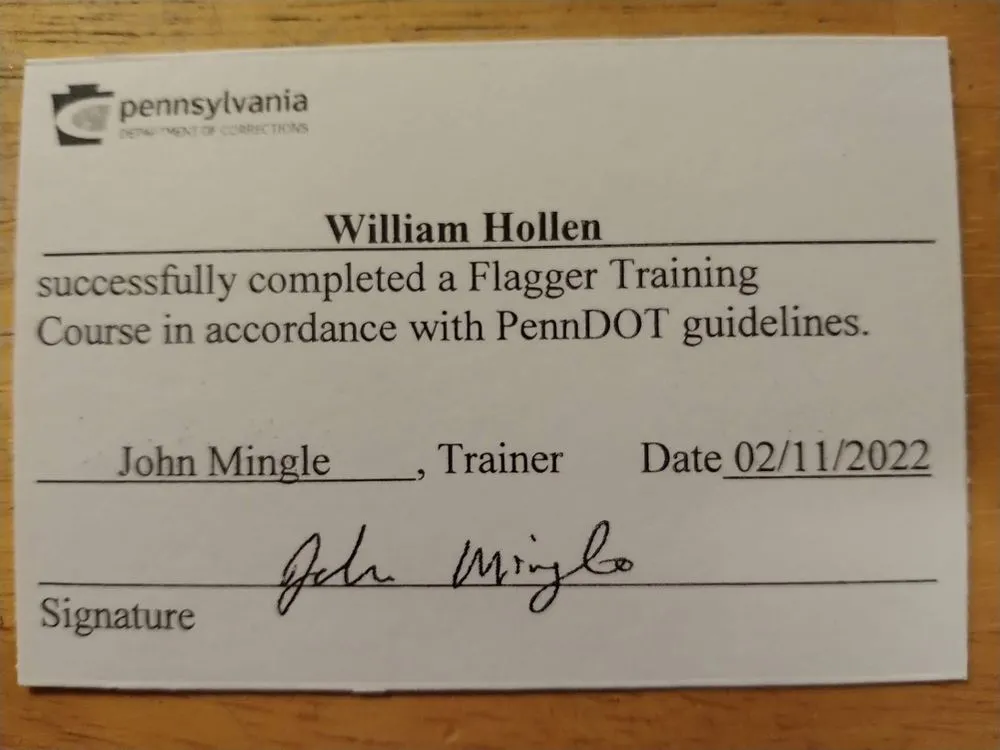 pennsylvania
DEPARTMENT OF CORRECTIONS
William Hollen
successfully completed a Flagger Training
Course in accordance with PennDOT guidelines.
John Mingle, Trainer Date 02/11/2022
John Mingle
Signature